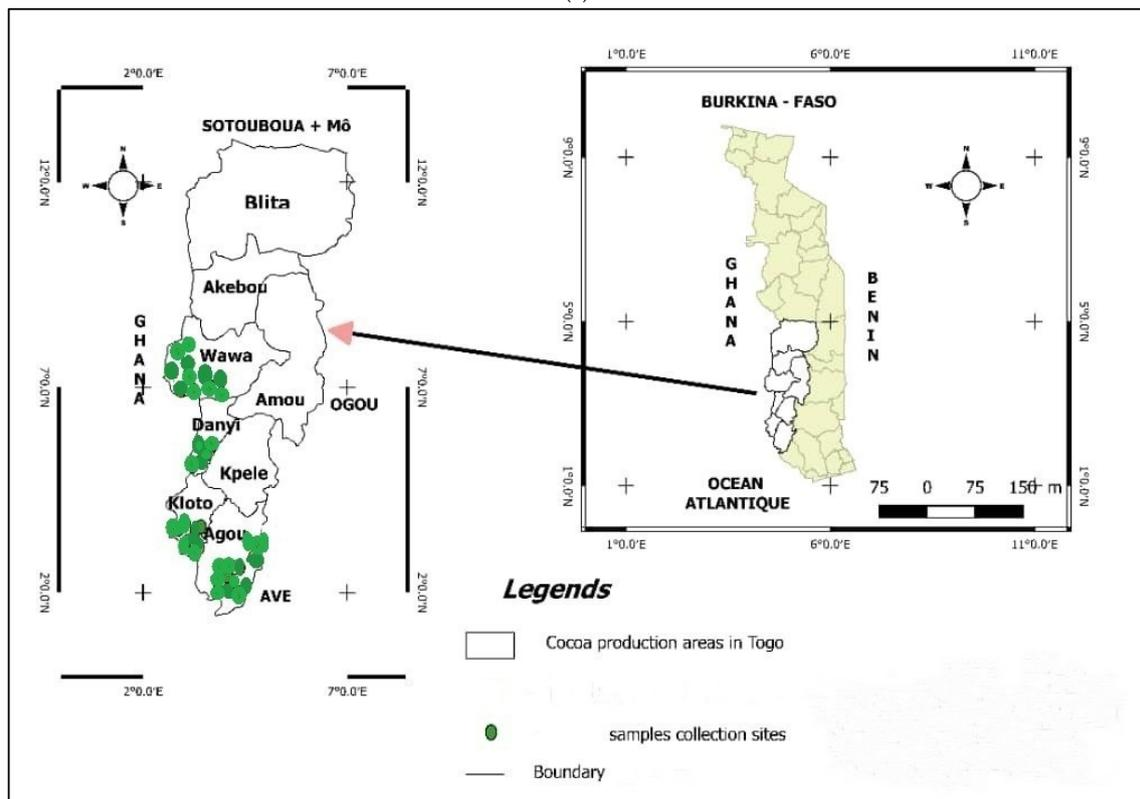 2°0.0'E
7°0.0'E
12°0.0'N
12°0.0'N
SOTOUBOUA + Mô
N
W
E
S
Blita
Akebou
GHANA
Wawa
7°0.0'N
7°0.0'N
Amou
OGOU
Danyi
Kpele
Kloto
Agou
2°0.0'N
2°0.0'N
AVE
2°0.0'E
7°0.0'E
1°0.0'E
6°0.0'E
11°0.0'E
BURKINA - FASO
9°0.0'N
9°0.0'N
N
W
E
S
GHANA
BENIN
5°0.0'N
5°0.0'N
OCEAN
ATLANTIQUE
1°0.0'N
1°0.0'N
75 0 75 150 m
1°0.0'E
6°0.0'E
11°0.0'E
Legends
Cocoa production areas in Togo
samples collection sites
Boundary